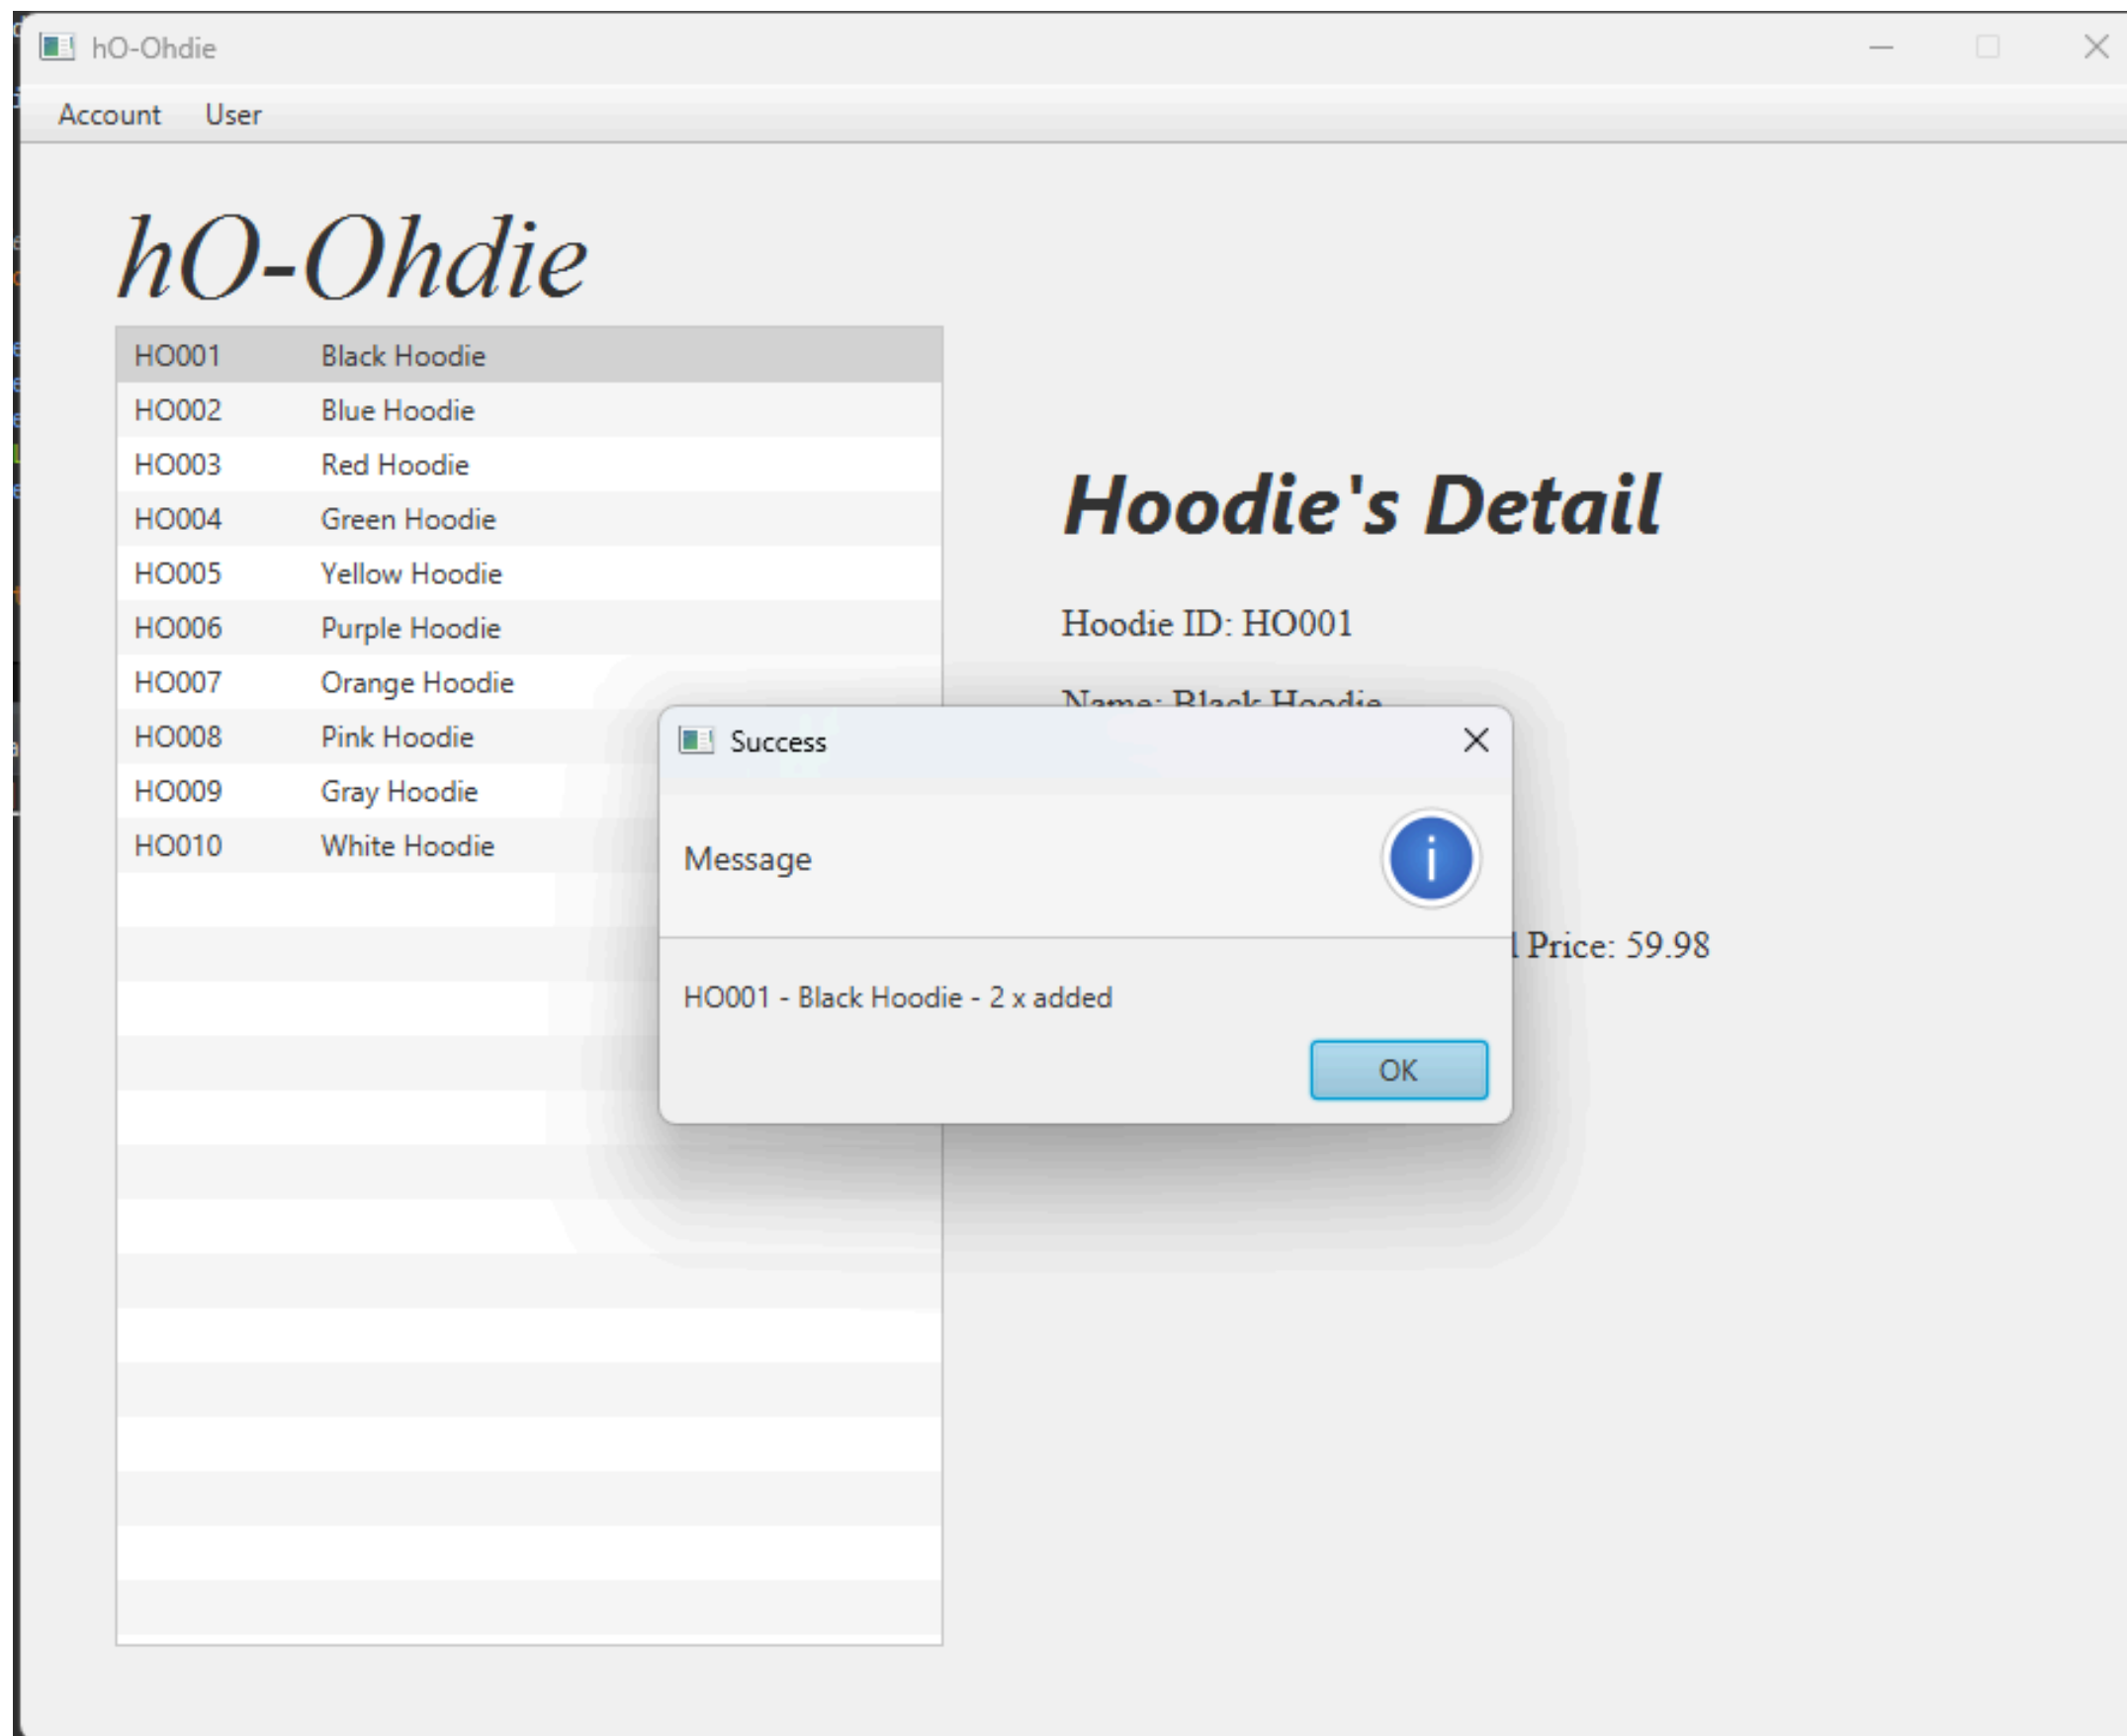 hO-Ohdie
Account User
hO-Ohdie
HO001 Black Hoodie
HO002 Blue Hoodie
HO003 Red Hoodie
HO004 Green Hoodie
HO005 Yellow Hoodie
HO006 Purple Hoodie
HO007 Orange Hoodie
HO008 Pink Hoodie
HO009 Gray Hoodie
HO010 White Hoodie
Hoodie's Detail
Hoodie ID: HO001
Name: Black Hoodie
Price: 59.98
Success
Message
HO001 - Black Hoodie - 2 x added
OK